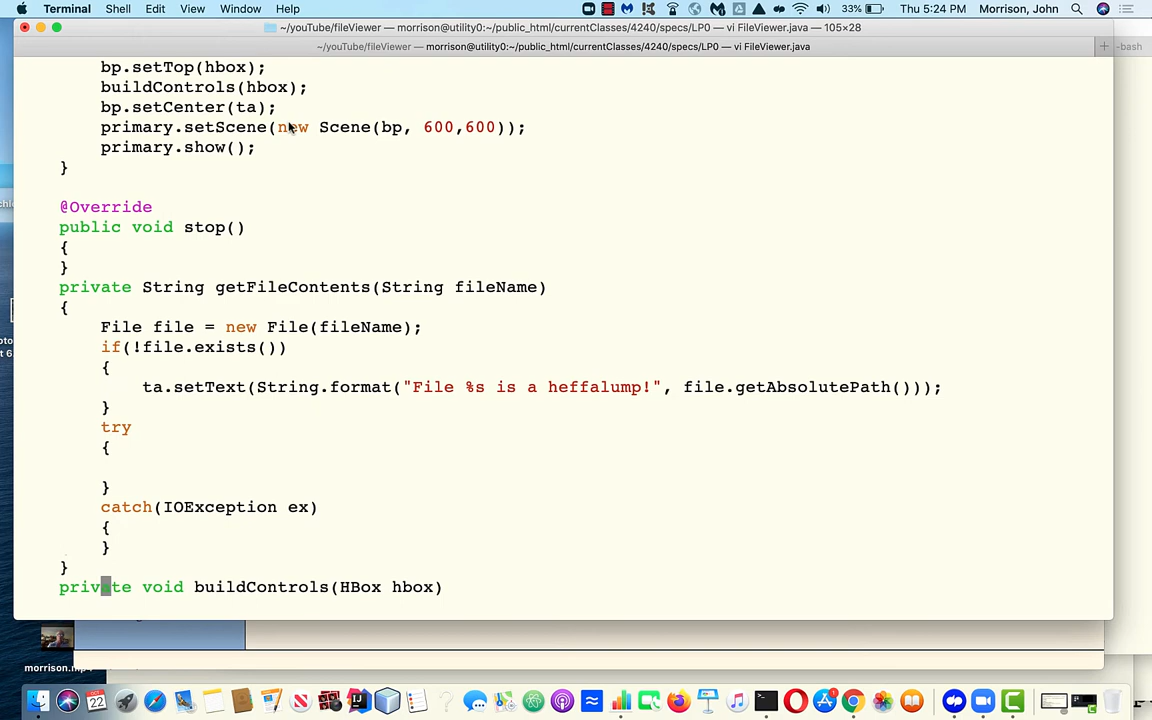 Terminal Shell Edit View Window Help 33% Thu 5:24 PM Morrison, John
~/youTube/fileViewer — morrison@utility0:~/public_html/currentClasses/4240/specs/LP0 — vi FileViewer.java — 105×28
~/youTube/fileViewer — morrison@utility0:~/public_html/currentClasses/4240/specs/LP0 — vi FileViewer.java + -bash
bp.setTop(hbox);
buildControls(hbox);
bp.setCenter(ta);
primary.setScene(new Scene(bp, 600,600));
primary.show();
}
@Override
public void stop()
{
}
private String getFileContents(String fileName)
{
File file = new File(fileName);
if(!file.exists())
{
ta.setText(String.format("File %s is a heffalump!", file.getAbsolutePath()));
}
try
{
}
catch(IOException ex)
{
}
}
private void buildControls(HBox hbox)
morrison.mp4
22